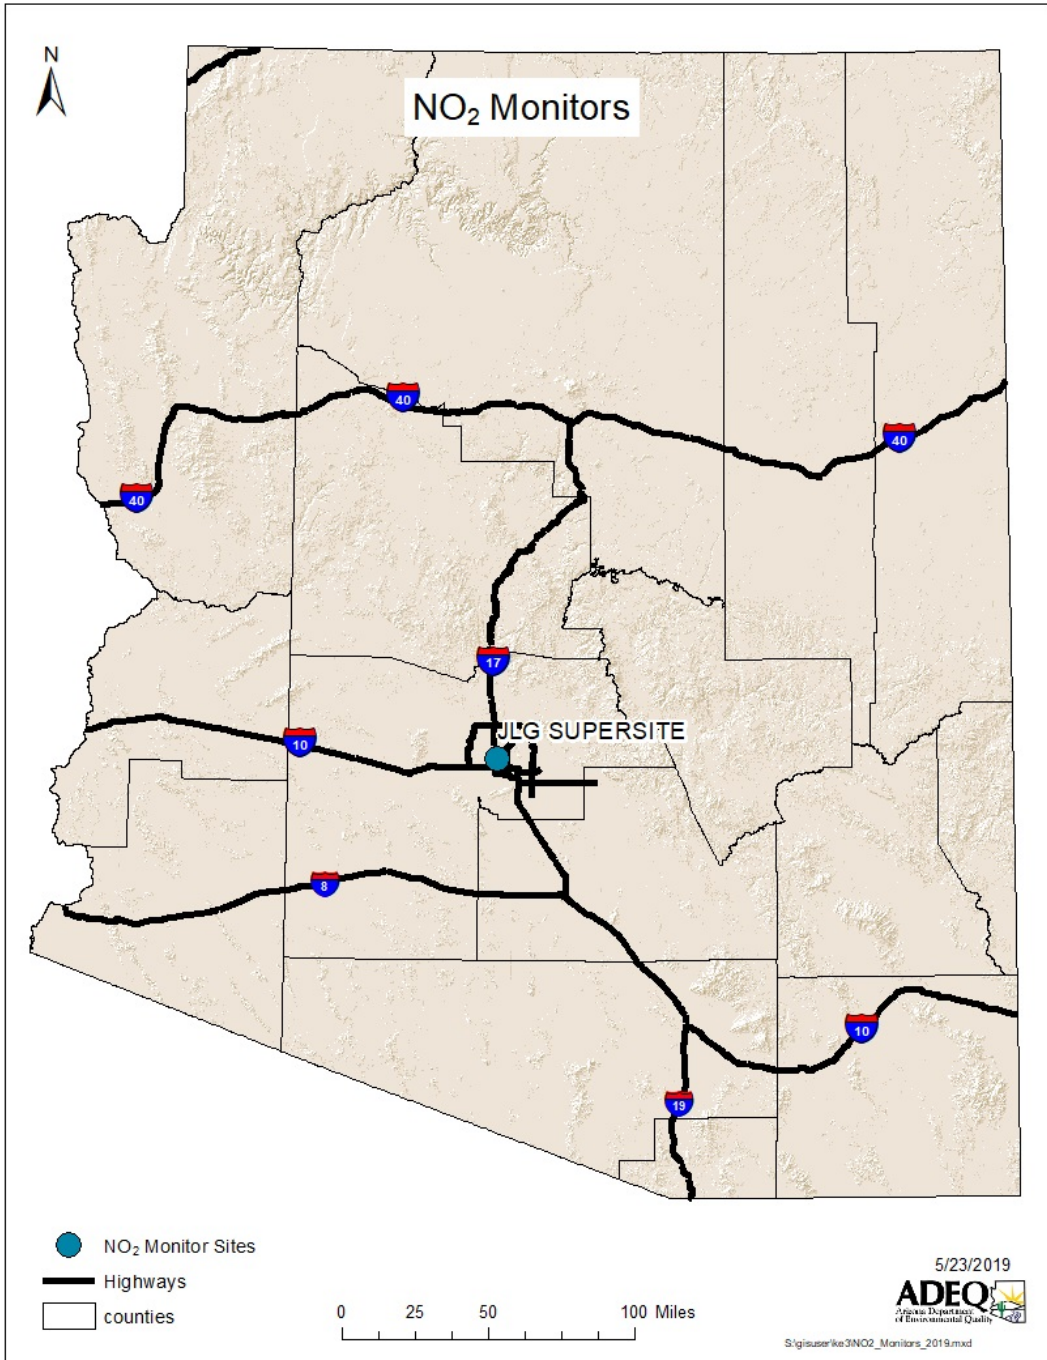 N
NO₂ Monitors
40
40
40
17
JLG SUPERSITE
10
8
10
19
NO₂ Monitor Sites
Highways
counties
0 25 50 100 Miles
5/23/2019
ADEQ
Arizona Department
of Environmental Quality
S:\gisuser\ke3\NO2_Monitors_2019.mxd